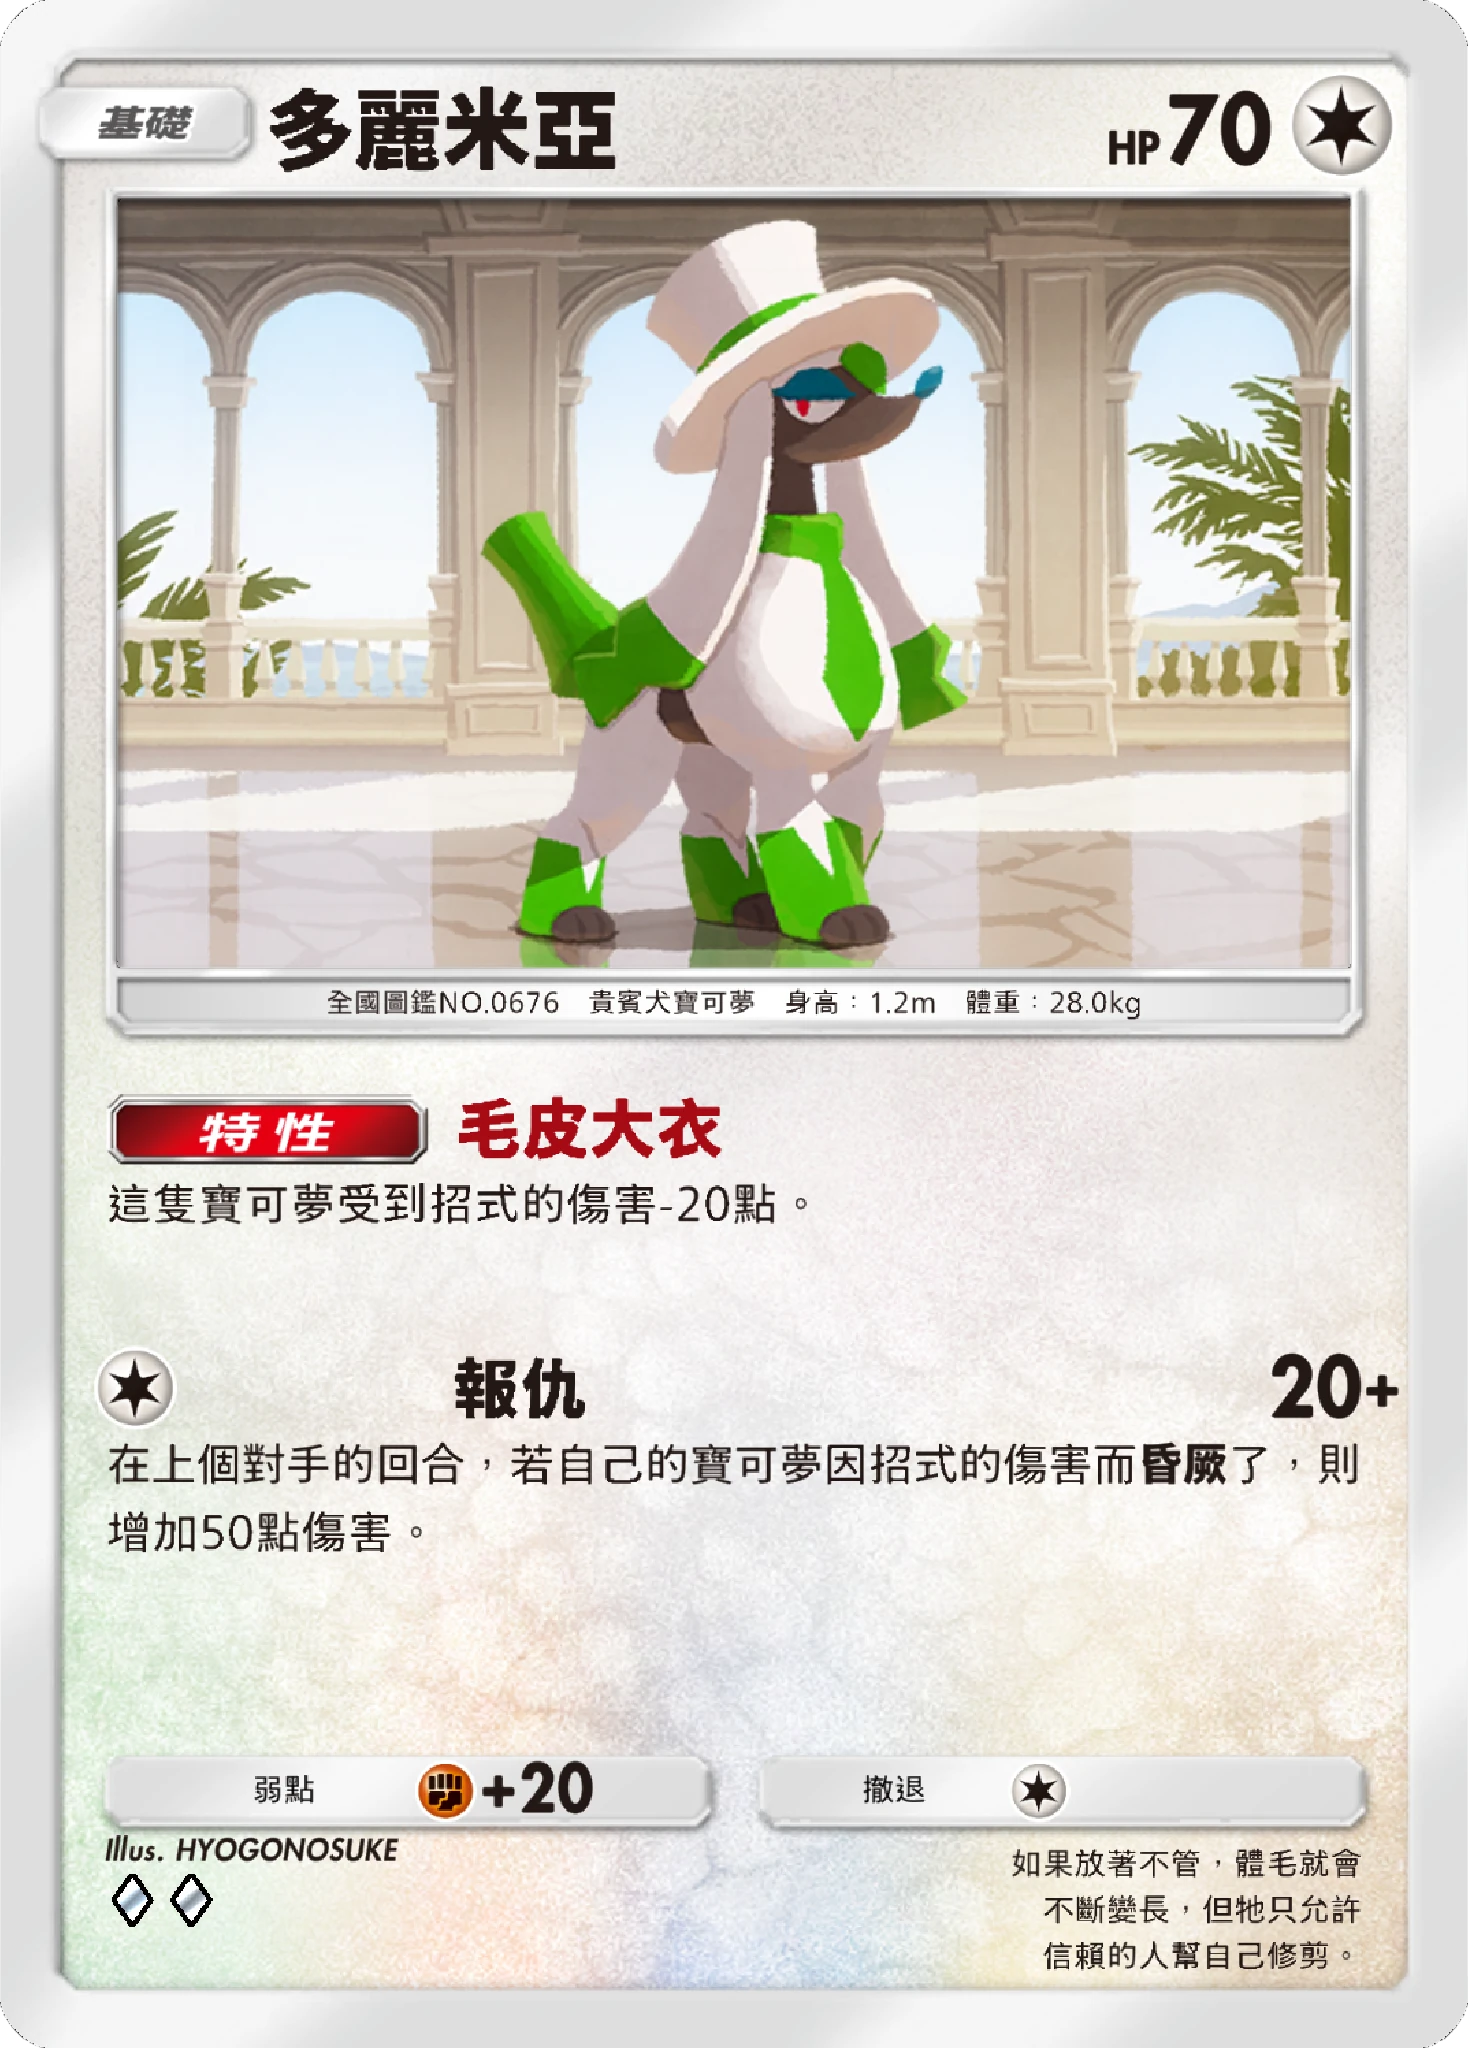 基礎 多麗米亞 HP 70
全國圖鑑NO.0676 貴賓犬寶可夢 身高：1.2m 體重：28.0kg
特性 毛皮大衣
這隻寶可夢受到招式的傷害-20點。
報仇 20+
在上個對手的回合，若自己的寶可夢因招式的傷害而昏厥了，則
增加50點傷害。
弱點 +20 撤退
Illus. HYOGONOSUKE
如果放著不管，體毛就會
不斷變長，但牠只允許
信賴的人幫自己修剪。